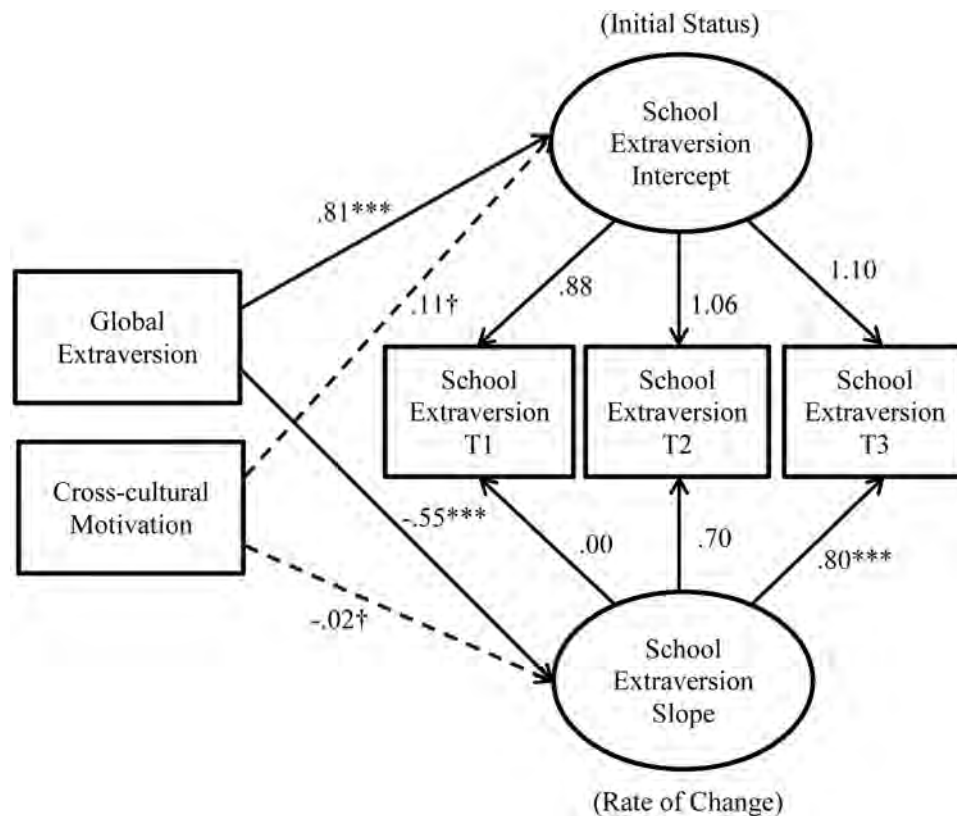 (Initial Status)
School
Extraversion
Intercept
.81***
.11†
.88
1.06
1.10
Global
Extraversion
School
Extraversion
T1
School
Extraversion
T2
School
Extraversion
T3
Cross-cultural
Motivation
-.55***
.00
.70
.80***
-.02†
School
Extraversion
Slope
(Rate of Change)